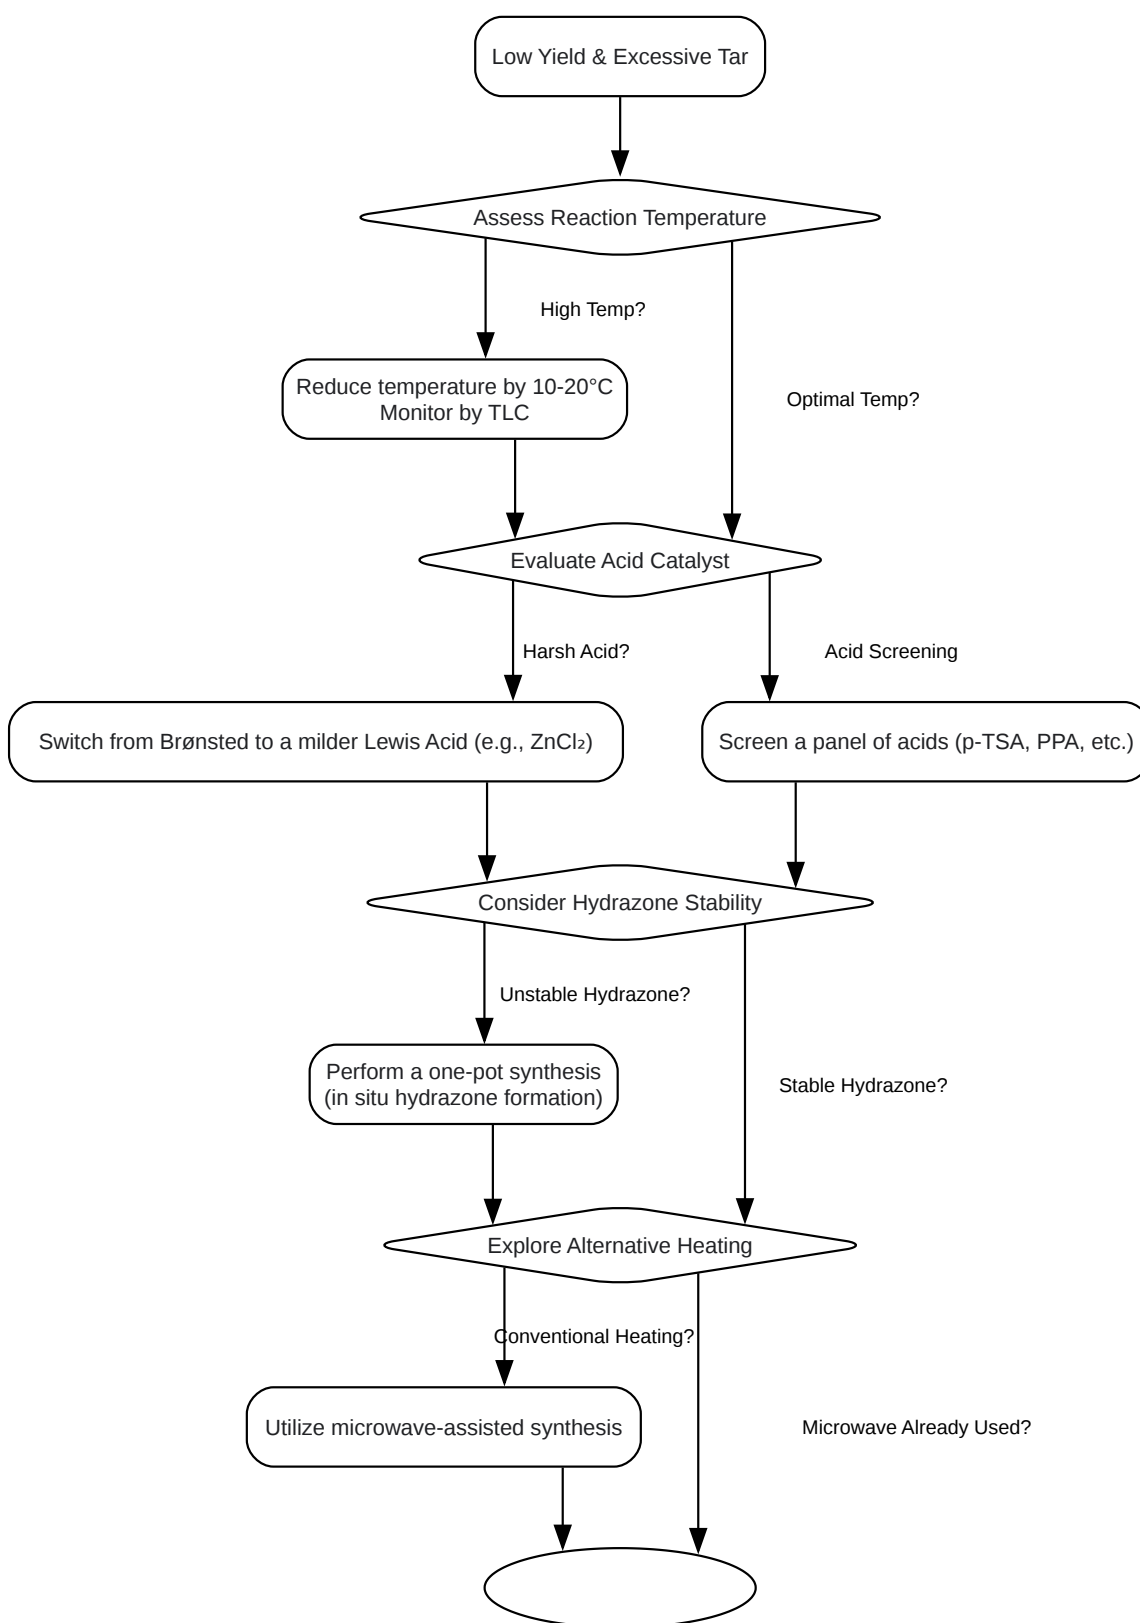 Low Yield & Excessive Tar
Assess Reaction Temperature
High Temp?
Reduce temperature by 10-20°C
Monitor by TLC
Optimal Temp?
Evaluate Acid Catalyst
Harsh Acid?
Acid Screening
Switch from Brønsted to a milder Lewis Acid (e.g., ZnCl₂)
Screen a panel of acids (p-TSA, PPA, etc.)
Consider Hydrazone Stability
Unstable Hydrazone?
Perform a one-pot synthesis
(in situ hydrazone formation)
Stable Hydrazone?
Explore Alternative Heating
Conventional Heating?
Utilize microwave-assisted synthesis
Microwave Already Used?